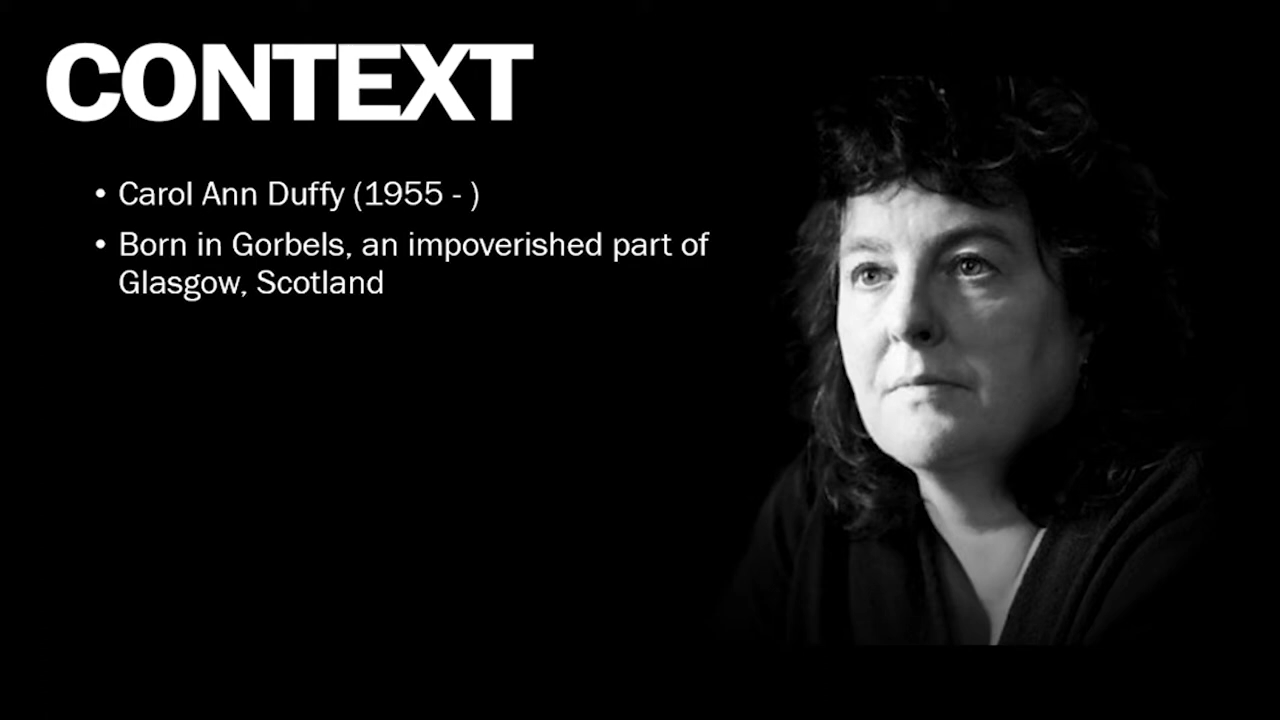 CONTEXT
• Carol Ann Duffy (1955 - )
• Born in Gorbels, an impoverished part of
Glasgow, Scotland